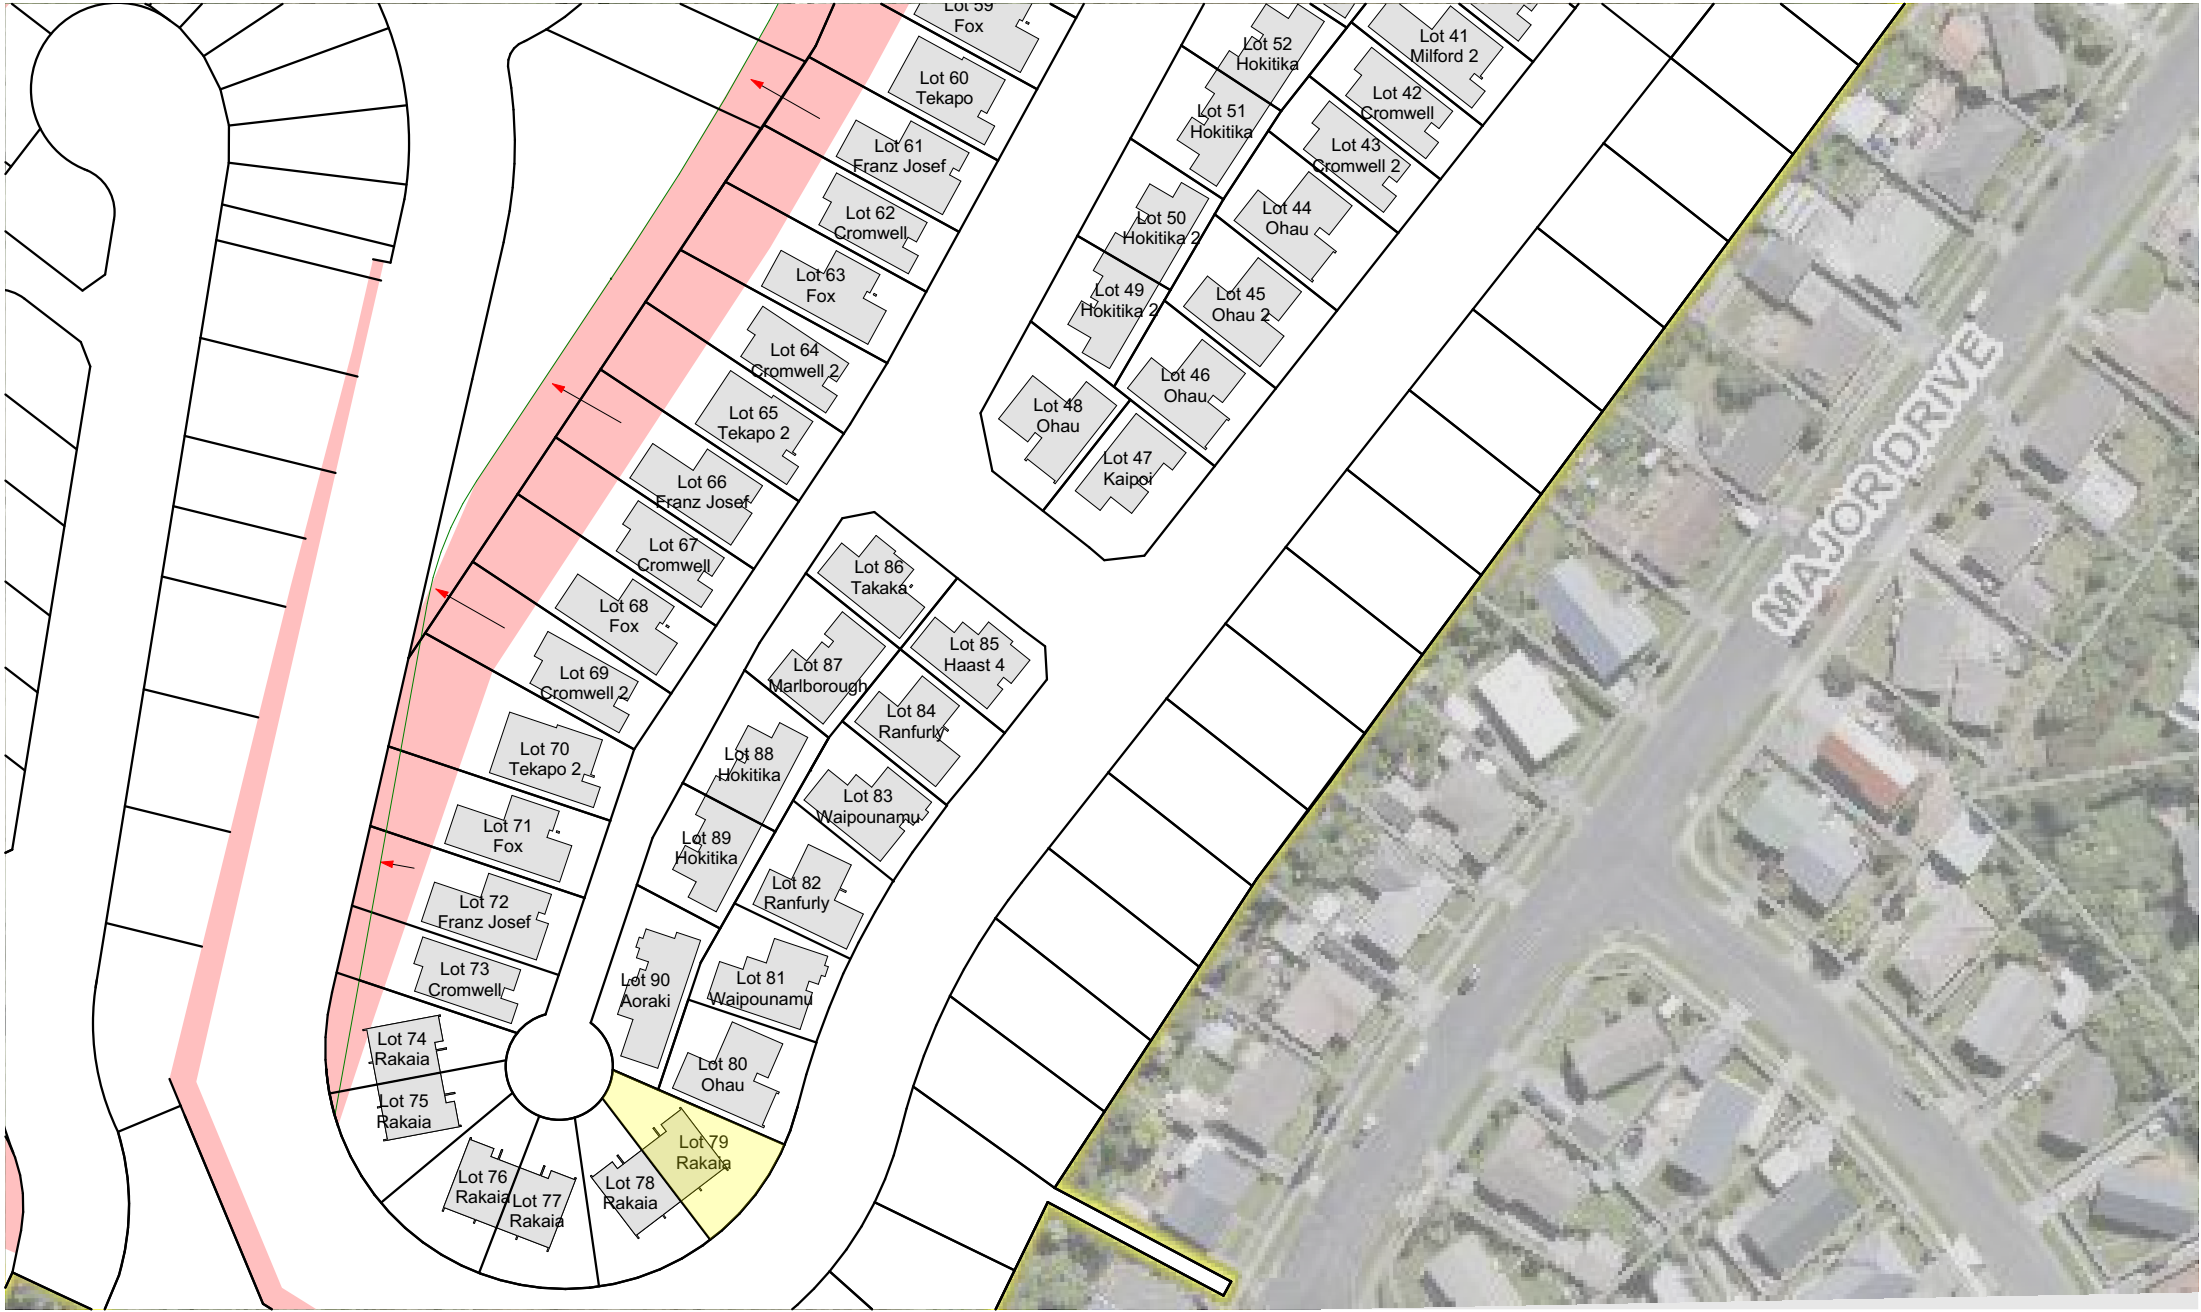 Lot 59
Fox
Lot 60
Tekapo
Lot 61
Franz Josef
Lot 62
Cromwell
Lot 63
Fox
Lot 64
Cromwell 2
Lot 65
Tekapo 2
Lot 66
Franz Josef
Lot 67
Cromwell
Lot 68
Fox
Lot 69
Cromwell 2
Lot 70
Tekapo 2
Lot 71
Fox
Lot 72
Franz Josef
Lot 73
Cromwell
Lot 74
Rakaia
Lot 75
Rakaia
Lot 76
Rakaia
Lot 77
Rakaia
Lot 78
Rakaia
Lot 79
Rakaia
Lot 80
Ohau
Lot 81
Waipounamu
Lot 82
Ranfurly
Lot 83
Waipounamu
Lot 84
Ranfurly
Lot 85
Haast 4
Lot 86
Takaka
Lot 87
Marlborough
Lot 88
Hokitika
Lot 89
Hokitika
Lot 90
Aoraki
Lot 52
Hokitika
Lot 51
Hokitika
Lot 50
Hokitika 2
Lot 49
Hokitika 2
Lot 48
Ohau
Lot 47
Kaipoi
Lot 46
Ohau
Lot 45
Ohau 2
Lot 44
Ohau
Lot 43
Cromwell 2
Lot 42
Cromwell
Lot 41
Milford 2
MAJOR DRIVE